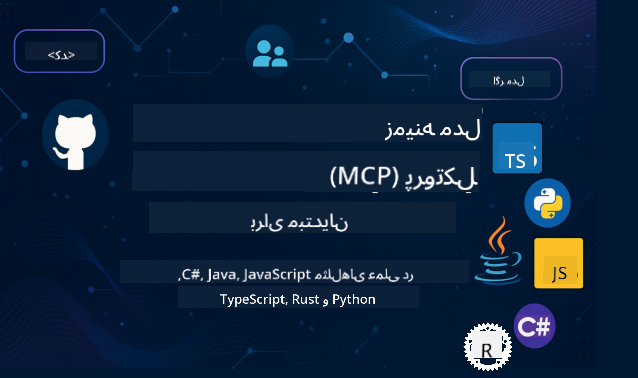 <دک>
لدم رگا
لدم هنیمز
لکتورپ (MCP)
نایدتبم یارب
رد یلمع یاهلاثم C#, Java, JavaScript,
TypeScript, Rust و Python
TS
JS
C#
R